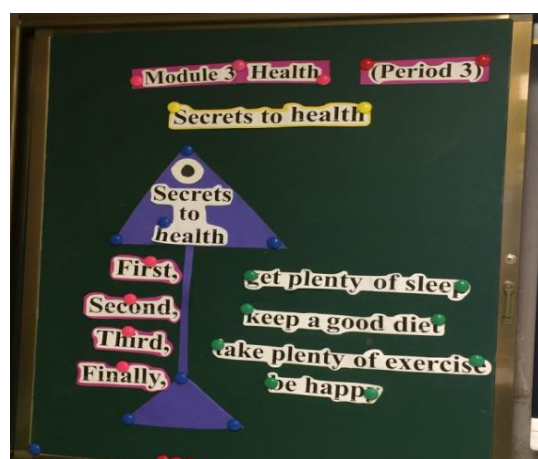 Module 3 Health (Period 3)
Secrets to health
Secrets
to
health
First, get plenty of sleep
Second, keep a good diet
Third, take plenty of exercise
Finally, be happy